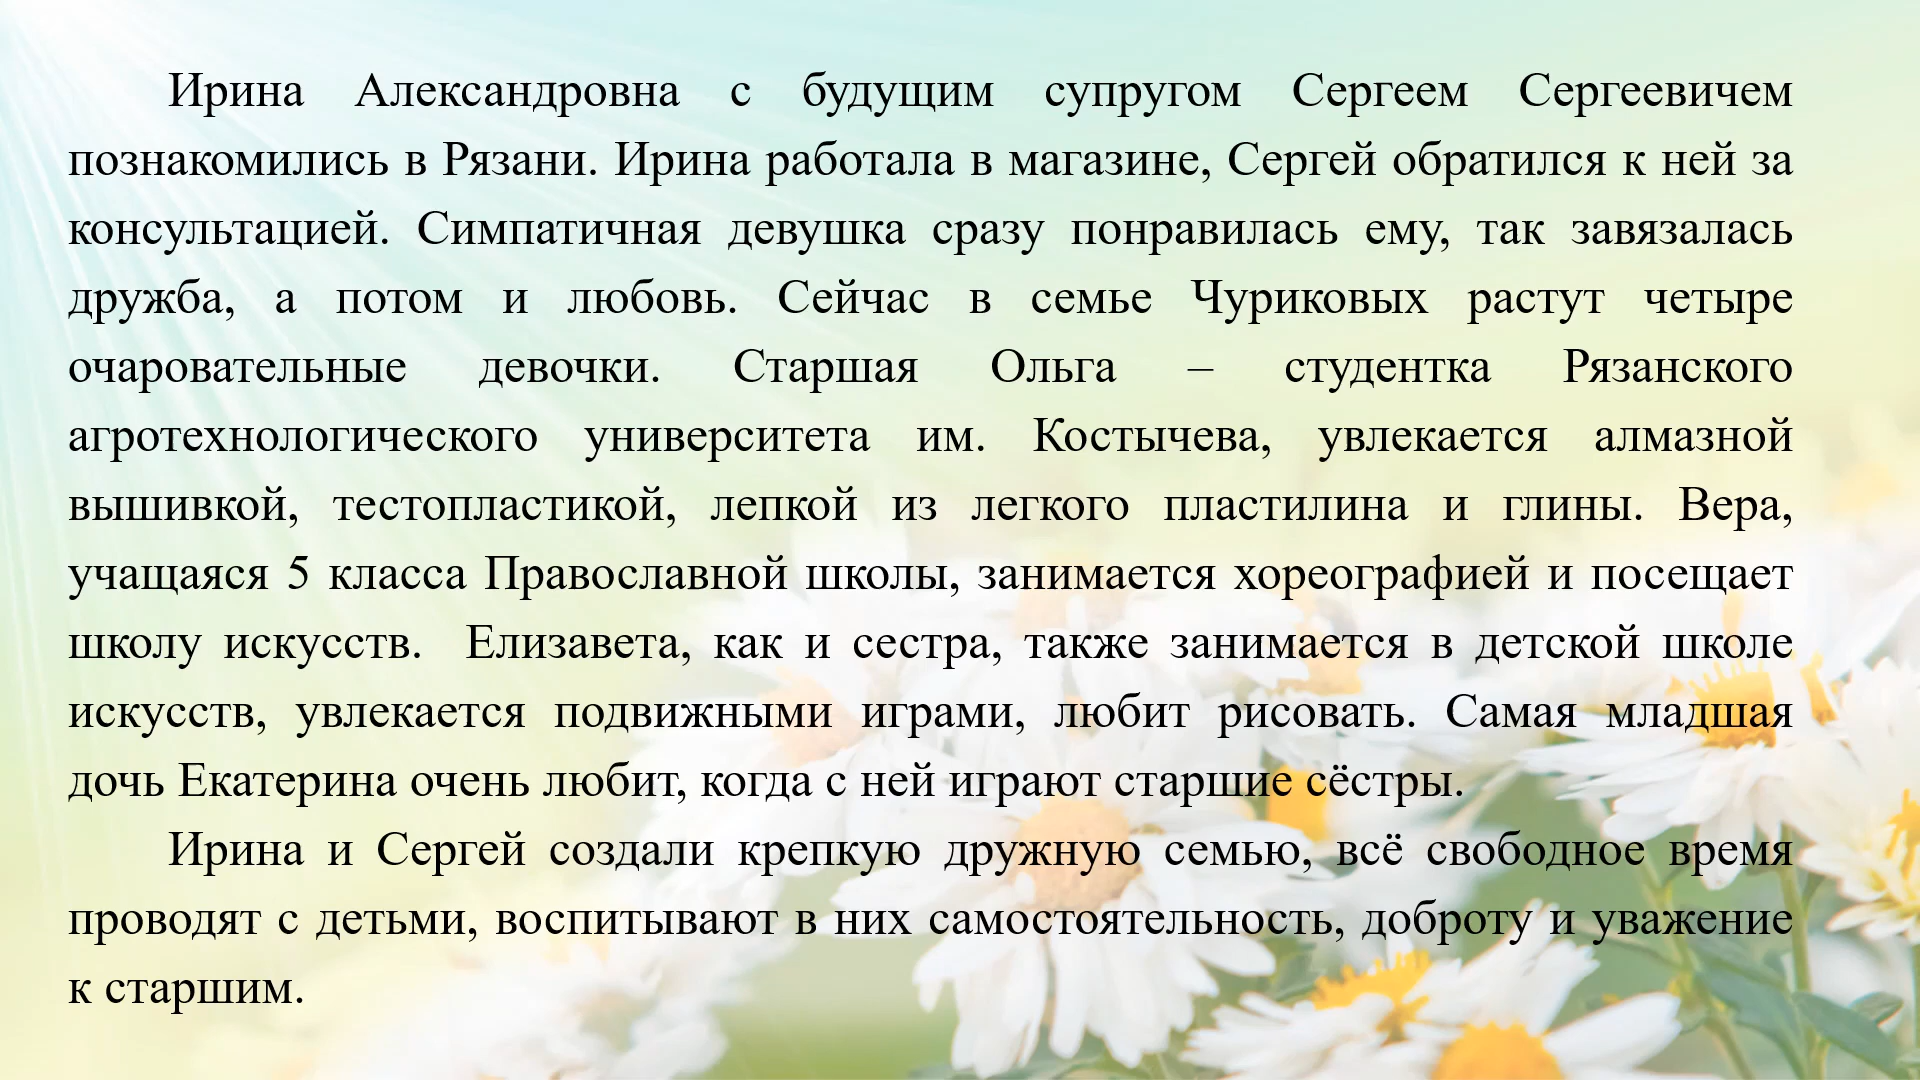 Ирина Александровна с будущим супругом Сергеем Сергеевичем
познакомились в Рязани. Ирина работала в магазине, Сергей обратился к ней за
консультацией. Симпатичная девушка сразу понравилась ему, так завязалась
дружба, а потом и любовь. Сейчас в семье Чуриковых растут четыре
очаровательные девочки. Старшая Ольга – студентка Рязанского
агротехнологического университета им. Костычева, увлекается алмазной
вышивкой, тестопластикой, лепкой из легкого пластилина и глины. Вера,
учащаяся 5 класса Православной школы, занимается хореографией и посещает
школу искусств. Елизавета, как и сестра, также занимается в детской школе
искусств, увлекается подвижными играми, любит рисовать. Самая младшая
дочь Екатерина очень любит, когда с ней играют старшие сёстры.
Ирина и Сергей создали крепкую дружную семью, всё свободное время
проводят с детьми, воспитывают в них самостоятельность, доброту и уважение
к старшим.